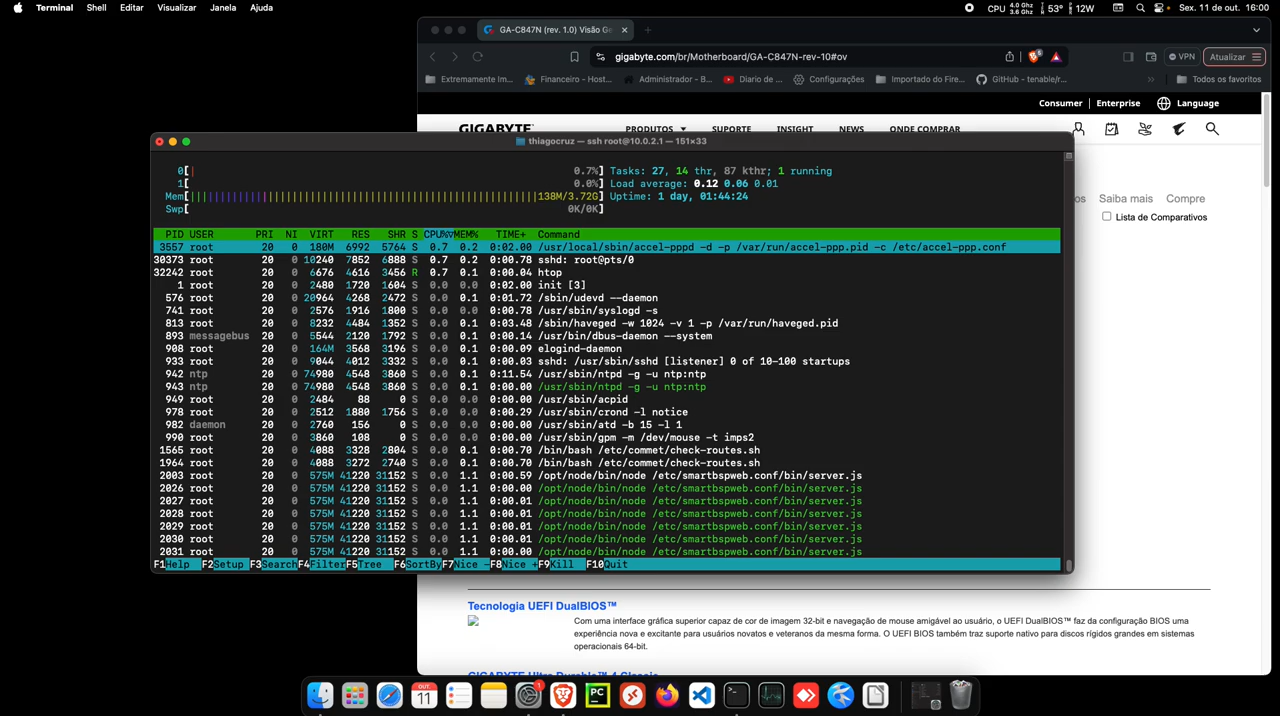 Terminal Shell Editar Visualizar Janela Ajuda CPU 4.0 Ghz 3.6 Ghz 53° 12W Sex. 11 de out. 16:00
GA-C847N (rev. 1.0) Visão Ge
gigabyte.com/br/Motherboard/GA-C847N-rev-10#ov VPN Atualizar
Extremamente Im... Financeiro - Host... Administrador - B... Diario de ... Configurações Importado do Fire... GitHub - tenable/r... Todos os favoritos
Consumer | Enterprise Language
GIGABYTE PRODUTOS SUPORTE INSIGHT NEWS ONDE COMPRAR
Saiba mais Compre
Lista de Comparativos
thiagocruz — ssh root@10.0.2.1 — 151×33
0[| 0.7%] Tasks: 27, 14 thr, 87 kthr; 1 running
1[ 0.0%] Load average: 0.12 0.06 0.01
Mem[ 138M/3.72G] Uptime: 1 day, 01:44:24
Swp[ 0K/0K]
PID USER PRI NI VIRT RES SHR S CPU%▽MEM% TIME+ Command
3557 root 20 0 180M 6992 5764 S 0.7 0.2 0:02.00 /usr/local/sbin/accel-pppd -d -p /var/run/accel-ppp.pid -c /etc/accel-ppp.conf
30373 root 20 0 10240 7852 6888 S 0.7 0.2 0:00.78 sshd: root@pts/0
32242 root 20 0 6676 4616 3456 R 0.7 0.1 0:00.04 htop
1 root 20 0 2480 1720 1604 S 0.0 0.0 0:02.00 init [3]
576 root 20 0 20964 4268 2472 S 0.0 0.1 0:01.72 /sbin/udevd --daemon
741 root 20 0 2576 1916 1800 S 0.0 0.0 0:00.78 /usr/sbin/syslogd -s
813 root 20 0 8232 4484 1352 S 0.0 0.1 0:03.48 /sbin/haveged -w 1024 -v 1 -p /var/run/haveged.pid
893 messagebus 20 0 5544 2120 1792 S 0.0 0.1 0:00.14 /usr/bin/dbus-daemon --system
908 root 20 0 164M 3568 3196 S 0.0 0.1 0:00.09 elogind-daemon
933 root 20 0 9044 4012 3332 S 0.0 0.1 0:00.03 sshd: /usr/sbin/sshd [listener] 0 of 10-100 startups
942 ntp 20 0 74980 4548 3860 S 0.0 0.1 0:11.54 /usr/sbin/ntpd -g -u ntp:ntp
943 ntp 20 0 74980 4548 3860 S 0.0 0.1 0:00.00 /usr/sbin/ntpd -g -u ntp:ntp
949 root 20 0 2484 88 0 S 0.0 0.0 0:00.00 /usr/sbin/acpid
978 root 20 0 2512 1880 1756 S 0.0 0.0 0:00.29 /usr/sbin/crond -l notice
982 daemon 20 0 2760 156 0 S 0.0 0.0 0:00.00 /usr/sbin/atd -b 15 -l 1
990 root 20 0 3860 108 0 S 0.0 0.0 0:00.00 /usr/sbin/gpm -m /dev/mouse -t imps2
1565 root 20 0 4088 3328 2804 S 0.0 0.1 0:00.70 /bin/bash /etc/commet/check-routes.sh
1964 root 20 0 4088 3272 2740 S 0.0 0.1 0:00.70 /bin/bash /etc/commet/check-routes.sh
2003 root 20 0 575M 41220 31152 S 0.0 1.1 0:00.59 /opt/node/bin/node /etc/smartbspweb.conf/bin/server.js
2026 root 20 0 575M 41220 31152 S 0.0 1.1 0:00.00 /opt/node/bin/node /etc/smartbspweb.conf/bin/server.js
2027 root 20 0 575M 41220 31152 S 0.0 1.1 0:00.01 /opt/node/bin/node /etc/smartbspweb.conf/bin/server.js
2028 root 20 0 575M 41220 31152 S 0.0 1.1 0:00.01 /opt/node/bin/node /etc/smartbspweb.conf/bin/server.js
2029 root 20 0 575M 41220 31152 S 0.0 1.1 0:00.01 /opt/node/bin/node /etc/smartbspweb.conf/bin/server.js
2030 root 20 0 575M 41220 31152 S 0.0 1.1 0:00.01 /opt/node/bin/node /etc/smartbspweb.conf/bin/server.js
2031 root 20 0 575M 41220 31152 S 0.0 1.1 0:00.00 /opt/node/bin/node /etc/smartbspweb.conf/bin/server.js
F1Help F2Setup F3SearchF4FilterF5Tree F6SortByF7Nice -F8Nice +F9Kill F10Quit
Tecnologia UEFI DualBIOS™
Com uma interface gráfica superior capaz de cor de imagem 32-bit e navegação de mouse amigável ao usuário, o UEFI DualBIOS™ faz da configuração BIOS uma
experiência nova e excitante para usuários novatos e veteranos da mesma forma. O UEFI BIOS também traz suporte nativo para discos rígidos grandes em sistemas
operacionais 64-bit.
GIGABYTE Ultra Durable™ 4 Classic
OUT. 11 1 PC